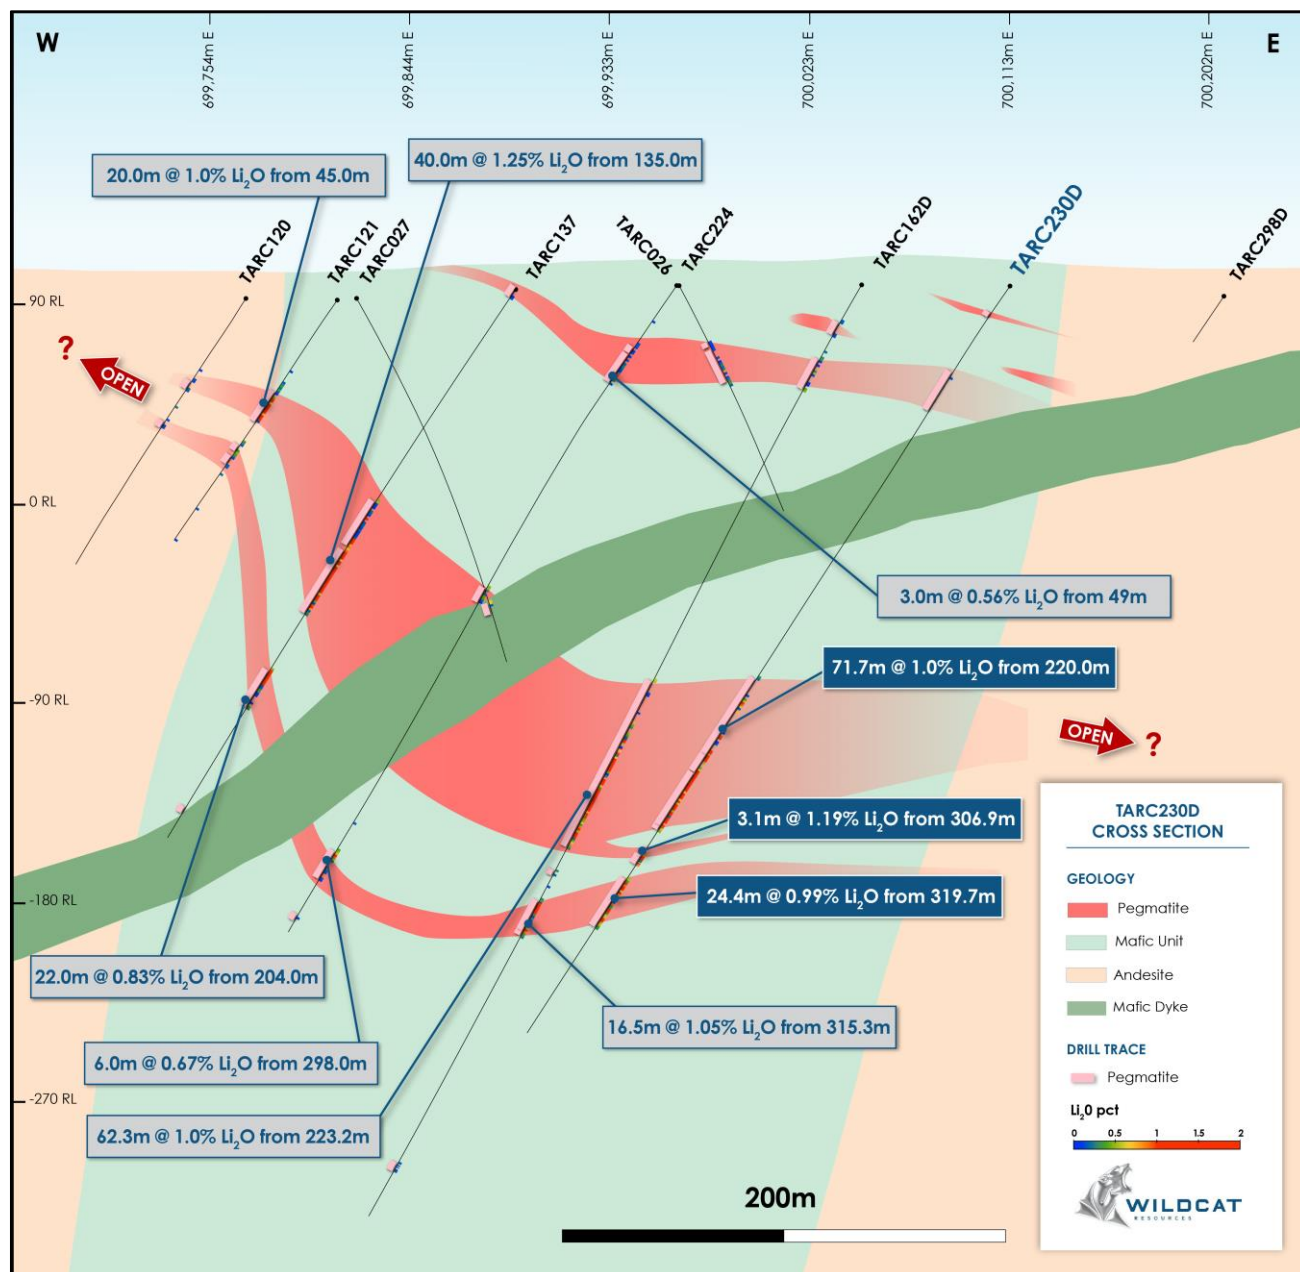 W
E
699,754m E
699,844m E
699,933m E
700,023m E
700,113m E
700,202m E
40.0m @ 1.25% Li₂O from 135.0m
20.0m @ 1.0% Li₂O from 45.0m
TARC120
TARC121
TARC027
TARC137
TARC026
TARC224
TARC162D
TARC230D
TARC298D
90 RL
?
OPEN
0 RL
3.0m @ 0.56% Li₂O from 49m
71.7m @ 1.0% Li₂O from 220.0m
-90 RL
OPEN
?
3.1m @ 1.19% Li₂O from 306.9m
24.4m @ 0.99% Li₂O from 319.7m
-180 RL
22.0m @ 0.83% Li₂O from 204.0m
16.5m @ 1.05% Li₂O from 315.3m
6.0m @ 0.67% Li₂O from 298.0m
-270 RL
62.3m @ 1.0% Li₂O from 223.2m
200m
TARC230D
CROSS SECTION
GEOLOGY
Pegmatite
Mafic Unit
Andesite
Mafic Dyke
DRILL TRACE
Pegmatite
Li₂0 pct
0 0.5 1 1.5 2
WILDCAT
RESOURCES